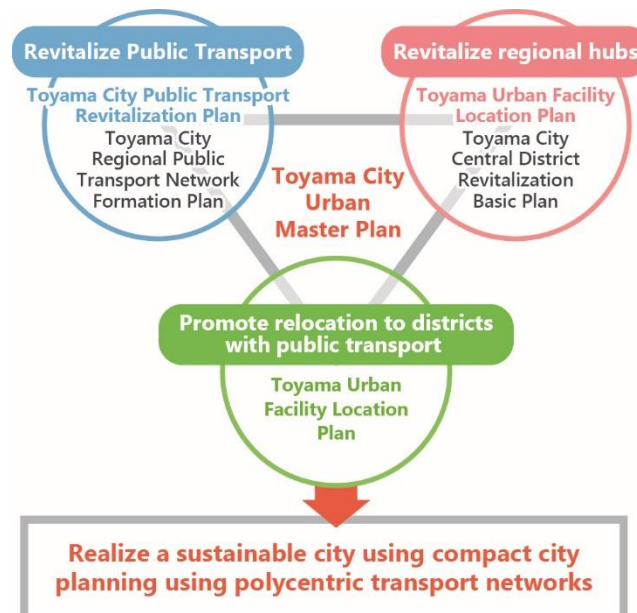 Revitalize Public Transport
Toyama City Public Transport
Revitalization Plan
Toyama City
Regional Public
Transport Network
Formation Plan
Revitalize regional hubs
Toyama Urban Facility
Location Plan
Toyama City
Central District
Revitalization
Basic Plan
Toyama City
Urban
Master Plan
Promote relocation to districts
with public transport
Toyama Urban
Facility Location
Plan
Realize a sustainable city using compact city
planning using polycentric transport networks